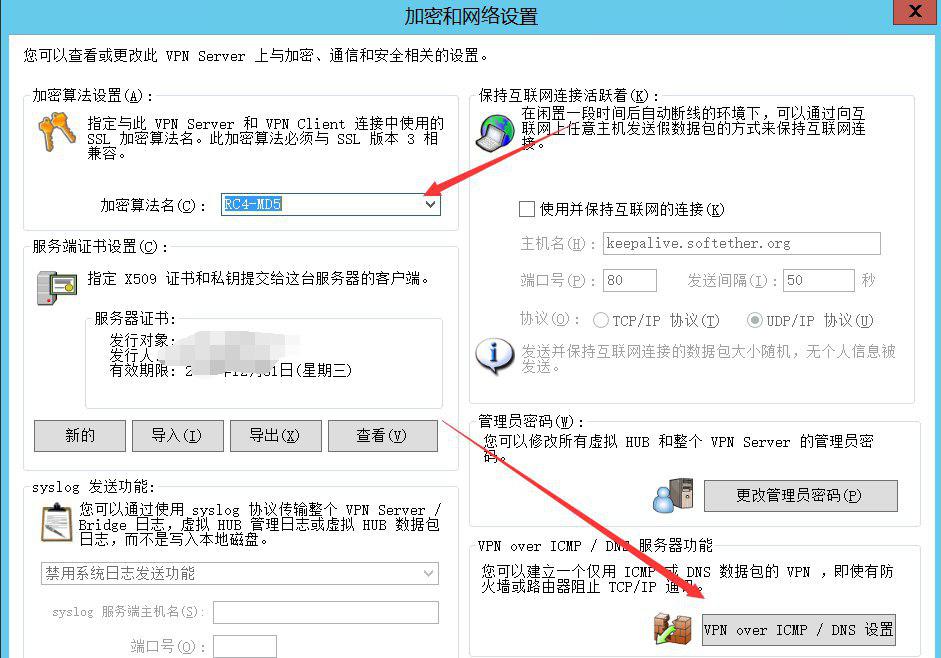 加密和网络设置
X
您可以查看或更改此 VPN Server 上与加密、通信和安全相关的设置。
加密算法设置(A):
指定与此 VPN Server 和 VPN Client 连接中使用的
SSL 加密算法名。此加密算法必须与 SSL 版本 3 相
兼容。
加密算法名(C):
RC4-MD5
服务端证书设置(C):
指定 X509 证书和私钥提交给这台服务器的客户端。
服务器证书:
发行对象:
发行人
有效期限: 2 日(星期三)
新的
导入(I)
导出(X)
查看(V)
syslog 发送功能:
您可以通过使用 syslog 协议传输整个 VPN Server /
Bridge 日志,虚拟 HUB 管理日志或虚拟 HUB 数据包
日志,而不是写入本地磁盘。
禁用系统日志发送功能
syslog 服务端主机名(S):
端口号(O):
保持互联网连接活跃着(K):
在闲置一段时间后自动断线的环境下,可以通过向互
联网上任意主机发送假数据包的方式来保持互联网连
接。
使用并保持互联网的连接(K)
主机名(H):
keepalive.softether.org
端口号(P):
80
发送间隔(I):
50
秒
协议(O):
TCP/IP 协议(T)
UDP/IP 协议(U)
发送并保持互联网连接的数据包大小随机,无个人信息被
发送。
管理员密码(W):
您可以修改所有虚拟 HUB 和整个 VPN Server 的管理员密
码。
更改管理员密码(P)
VPN over ICMP / DNS 服务器功能
您可以建立一个仅用 ICMP 或 DNS 数据包的 VPN ,即使有防
火墙或路由器阻止 TCP/IP 通讯。
VPN over ICMP / DNS 设置